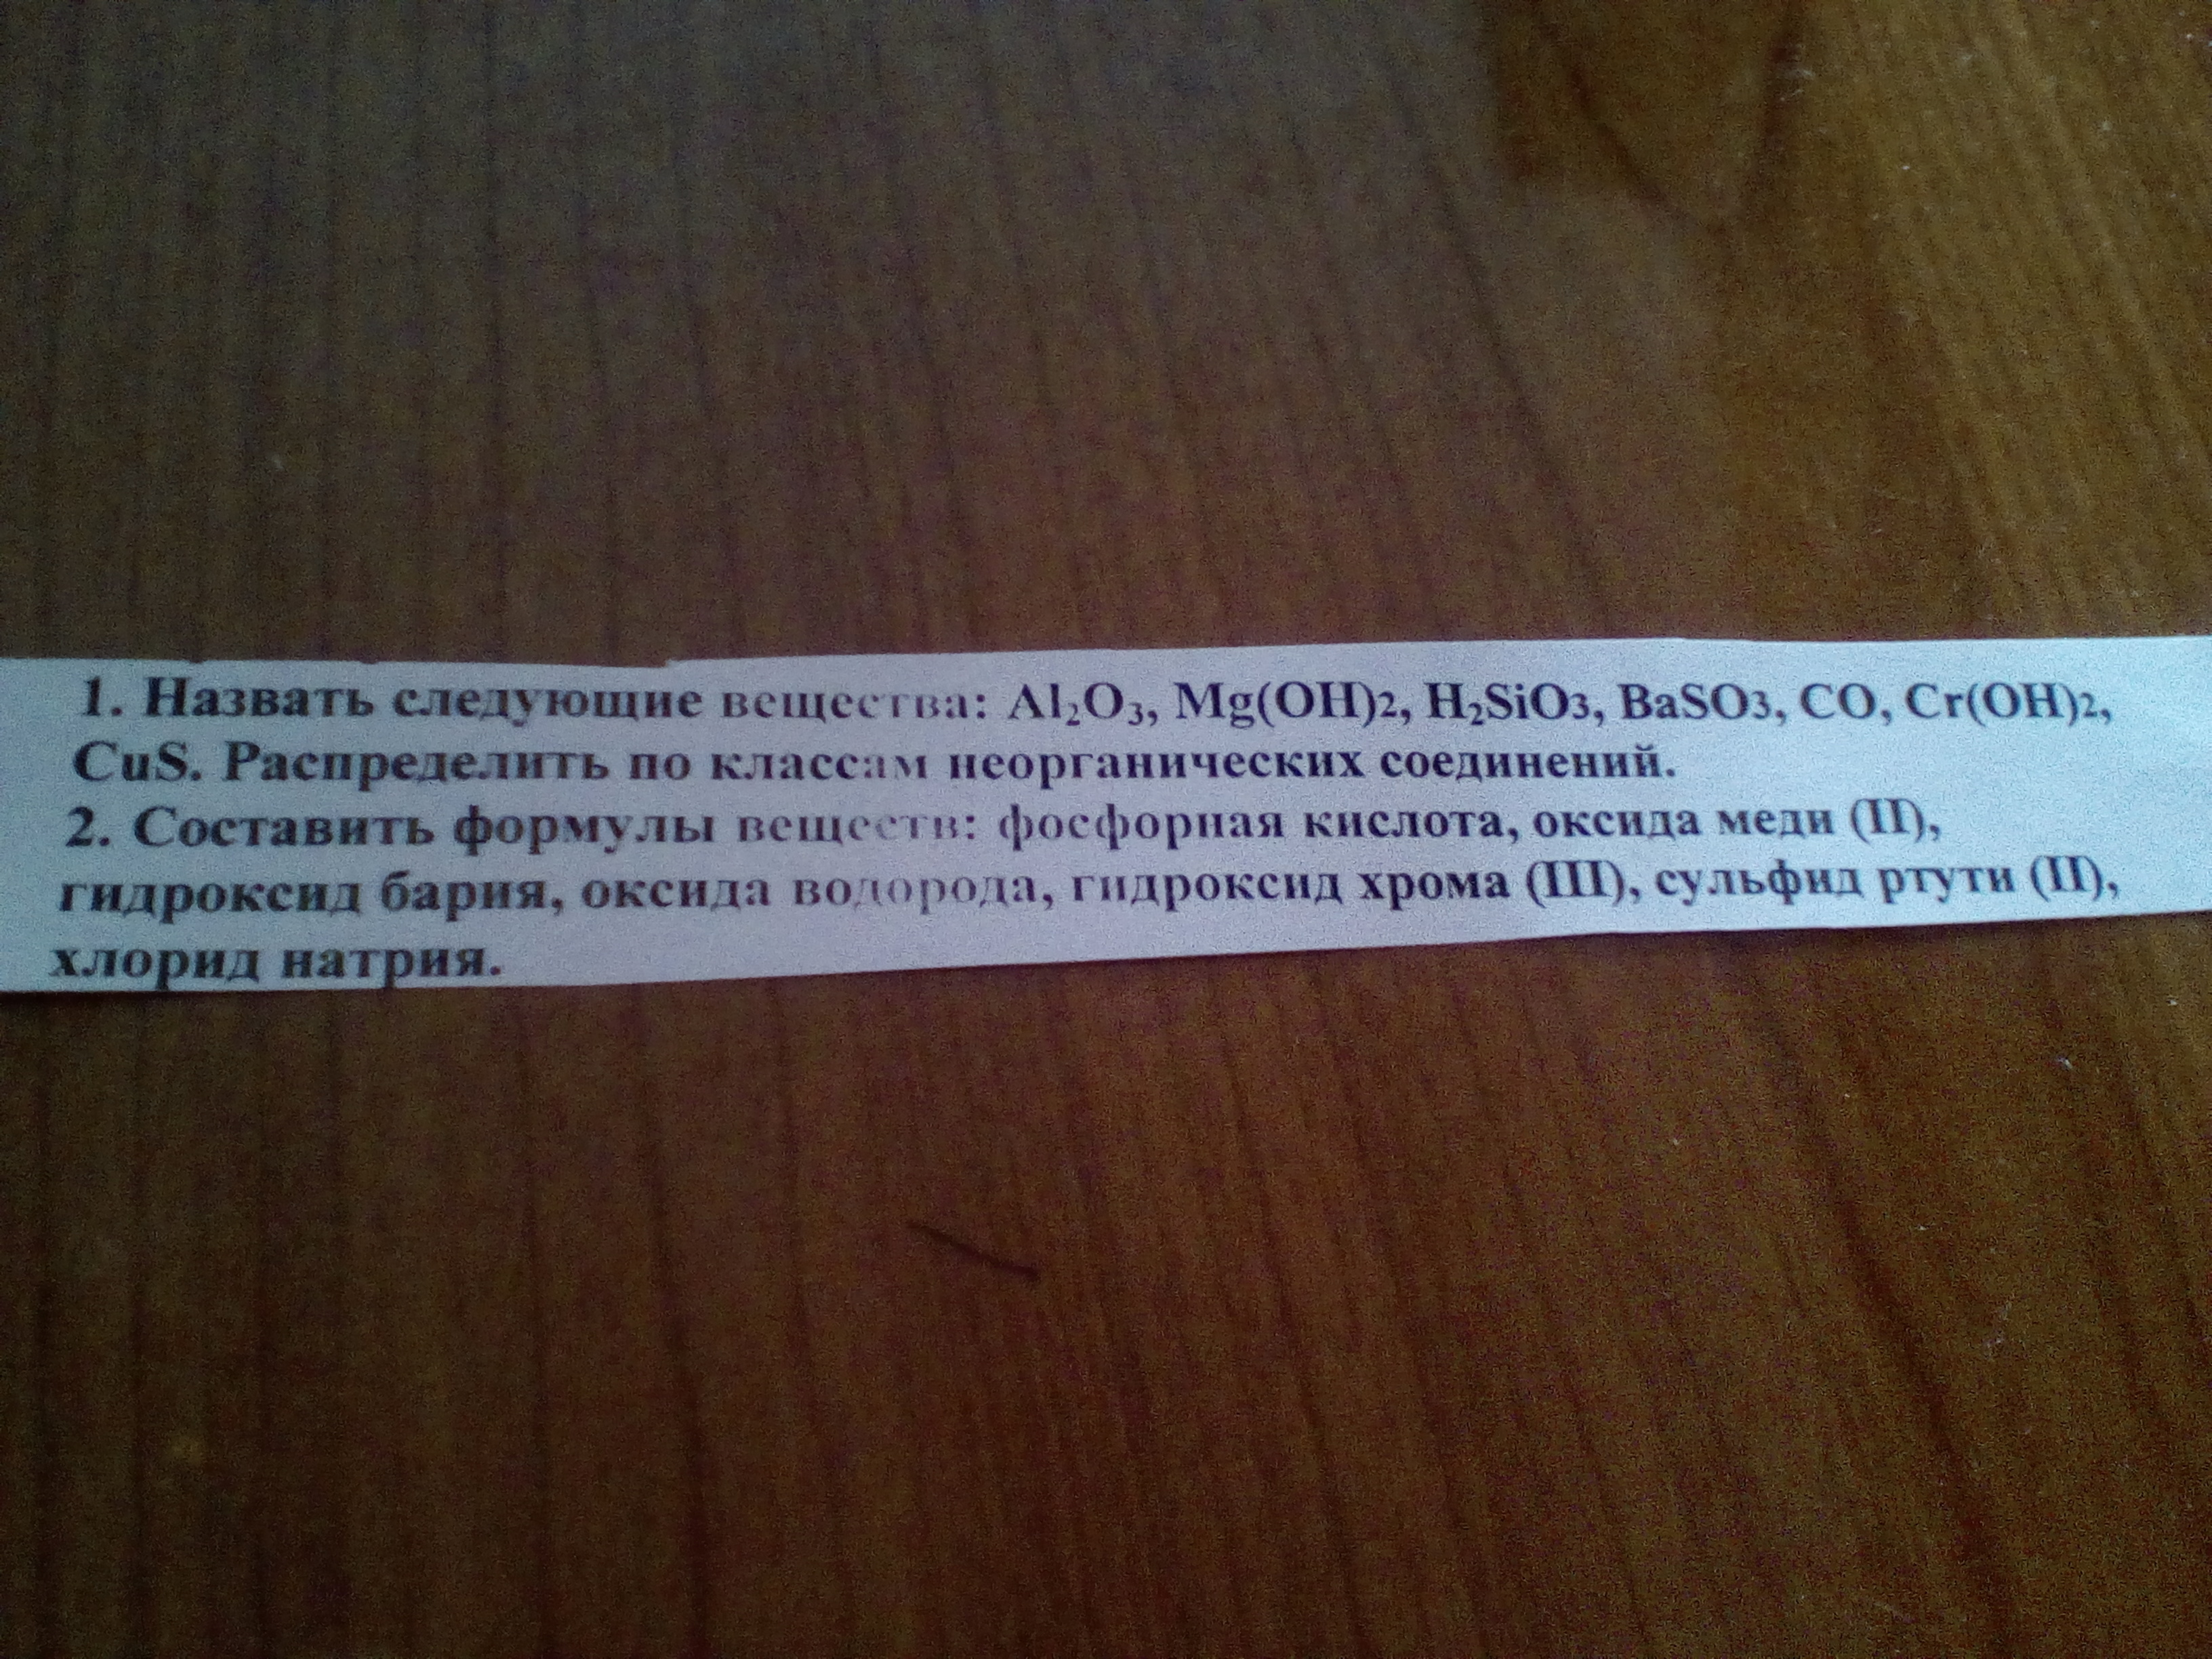 1. Назвать следующие вещества: Al₂O₃, Mg(OH)2, H₂SiO3, BaSO3, CO, Cr(OH)2,
CuS. Распределить по классам неорганических соединений.
2. Составить формулы веществ: фосфорная кислота, оксида меди (II),
гидроксид бария, оксида водорода, гидроксид хрома (III), сульфид ртути (II),
хлорид натрия.